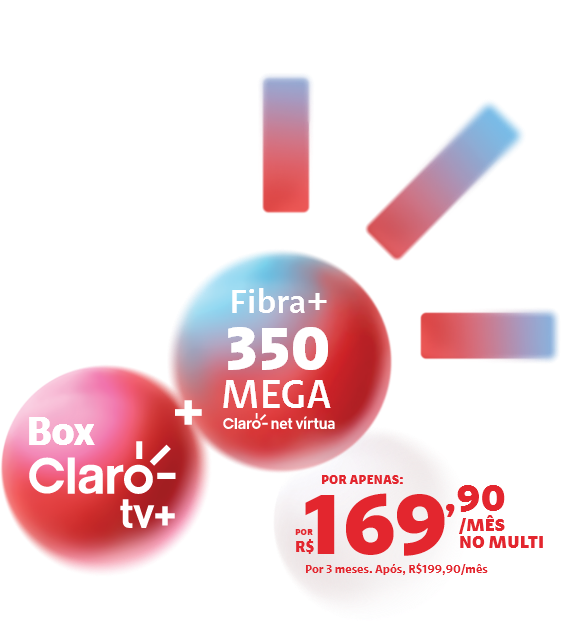 Fibra+
350
MEGA
Claro- net vírtua
+
Box
Claro-
tv+
POR APENAS:
POR R$169,90/MÊS NO MULTI
Por 3 meses. Após, R$199,90/mês